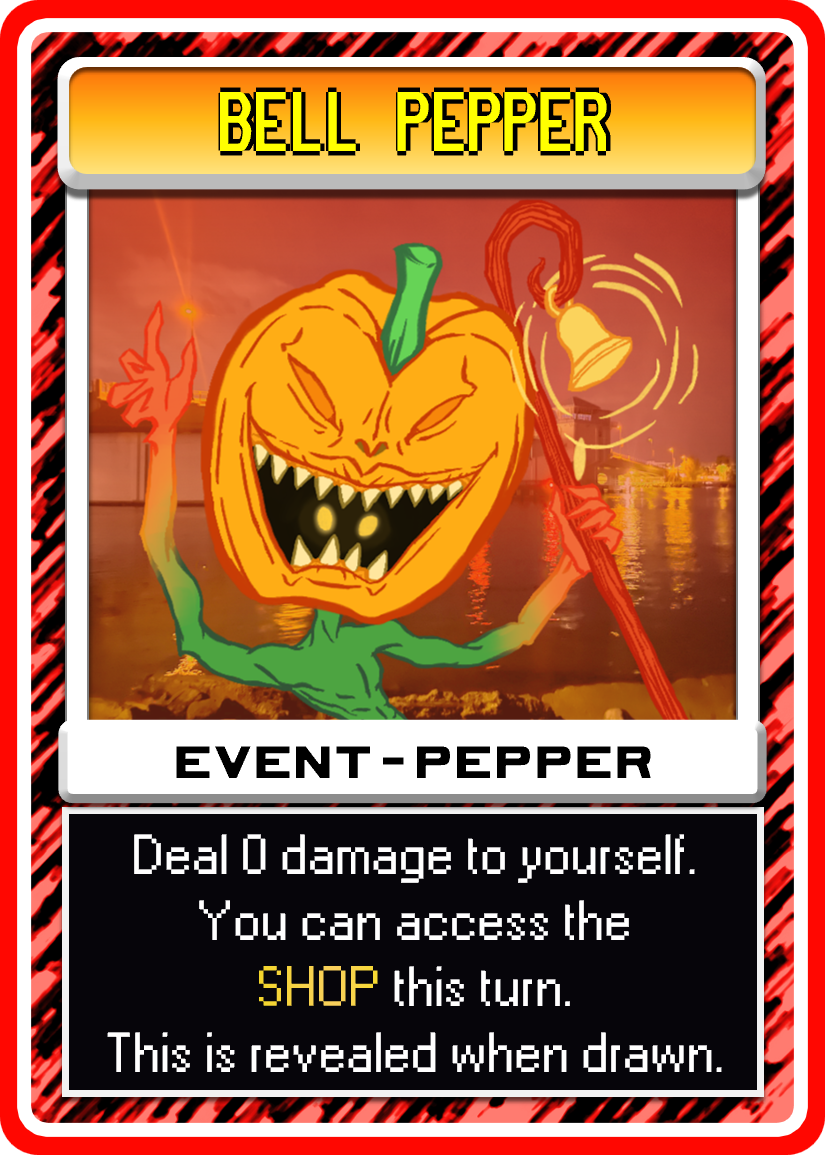 BELL PEPPER
EVENT-PEPPER
Deal 0 damage to yourself.
You can access the
SHOP this turn.
This is revealed when drawn.